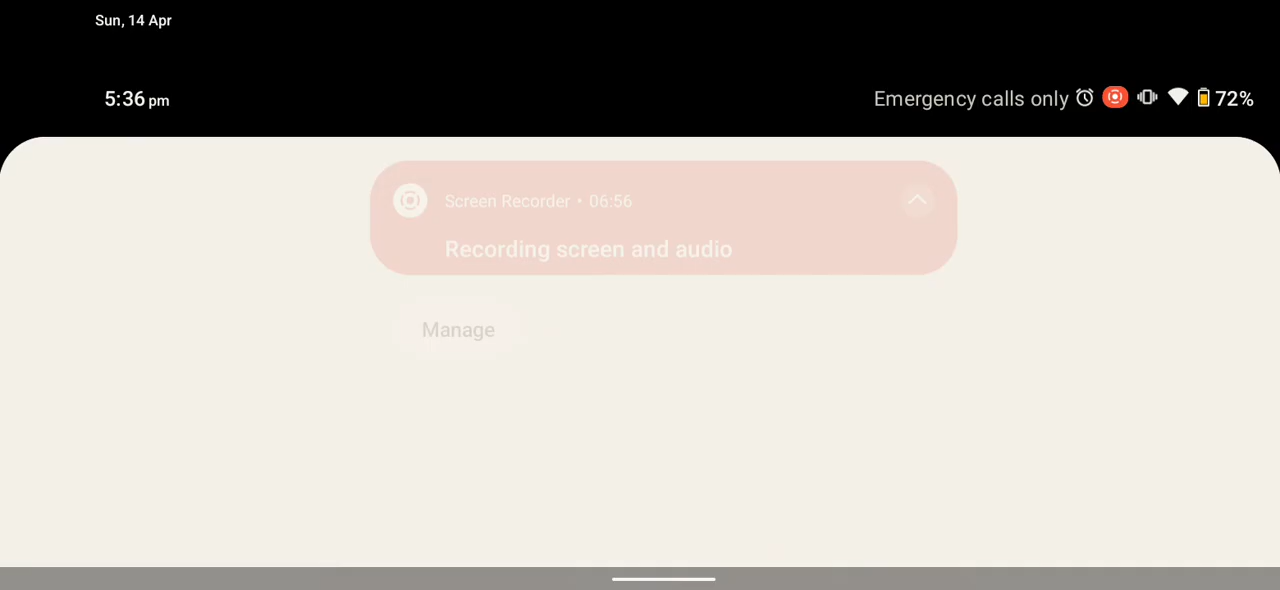 Sun, 14 Apr
5:36 pm
Emergency calls only 72%
Screen Recorder • 06:56
Recording screen and audio
Manage